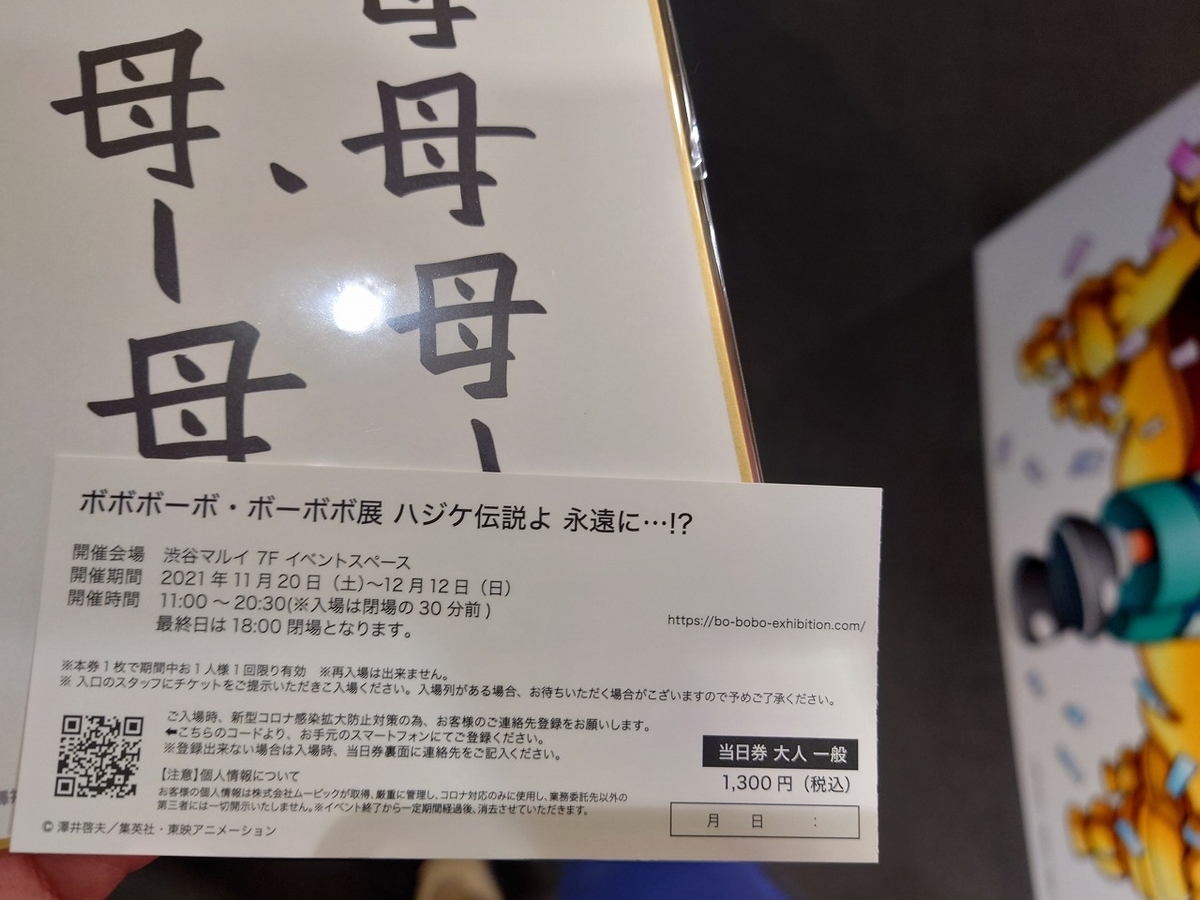 母
母
母
ー
、
母
ー
母
ボボボーボ・ボーボボ展 ハジケ伝説よ 永遠に…!?
開催会場 渋谷マルイ 7F イベントスペース
開催期間 2021年11月20日（土）～12月12日（日）
開催時間 11:00 ～ 20:30(※入場は閉場の 30 分前 )
最終日は 18:00 閉場となります。
https://bo-bobo-exhibition.com/
※本券1枚で期間中お1人様1回限り有効 ※再入場は出来ません。
※ 入口のスタッフにチケットをご提示いただきご入場ください。入場列がある場合、お待ちいただく場合がございますので予めご了承ください。
ご入場時、新型コロナ感染拡大防止対策の為、お客様のご連絡先登録をお願いします。
⬅こちらのコードより、お手元のスマートフォンにてご登録ください。
※登録出来ない場合は入場時、当日券裏面に連絡先をご記入ください。
【注意】個人情報について
お客様の個人情報は株式会社ムービックが取得、厳重に管理し、コロナ対応のみに使用し、業務委託先以外の
第三者には一切開示いたしません。※イベント終了から一定期間経過後、消去させていただきます。
当日券 大人 一般
1,300 円（税込）
月 日 :
© 澤井啓夫／集英社・東映アニメーション